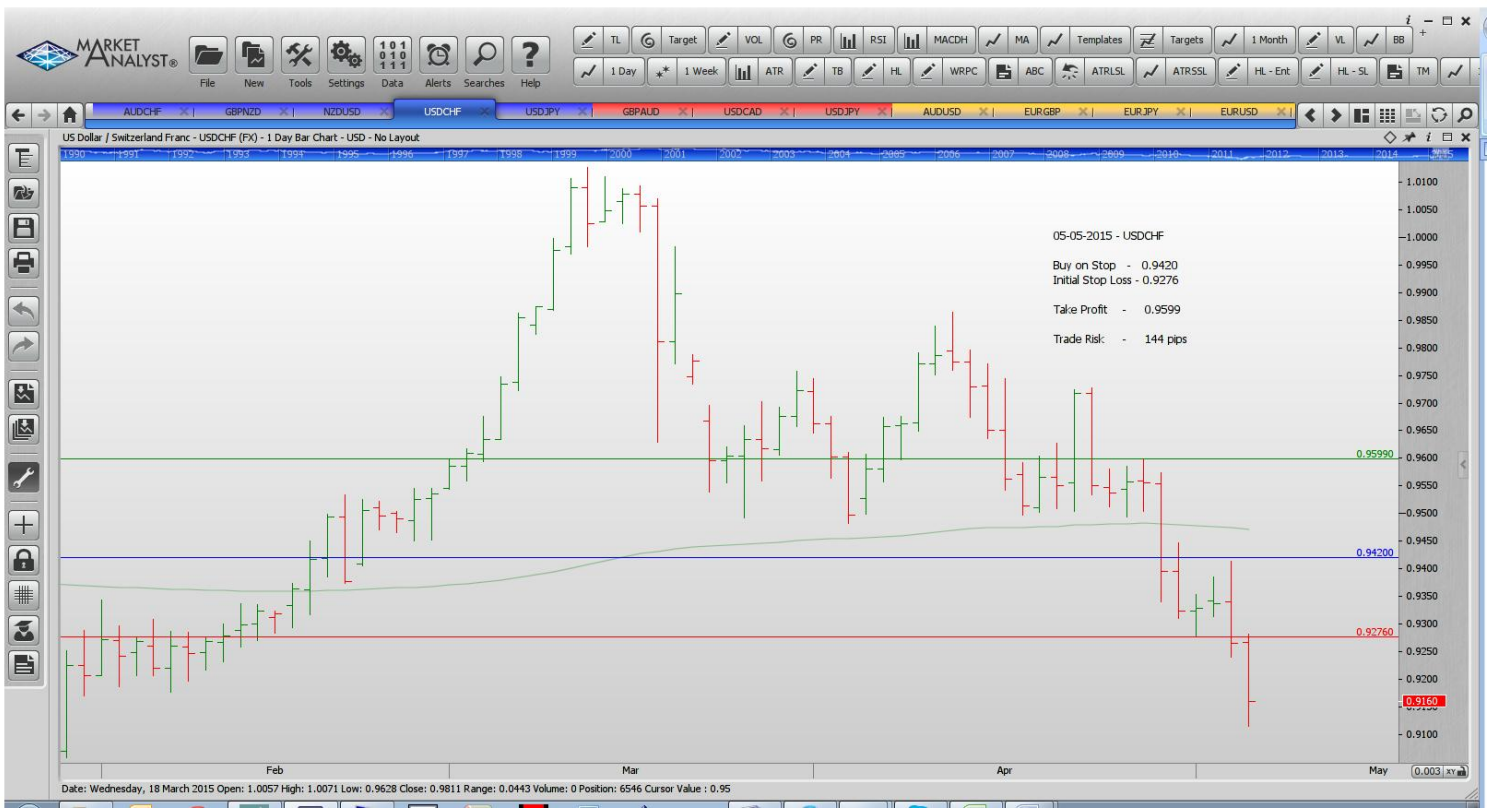 i
MARKET ANALYST®
TL Target VOL PR RSI MACDH MA Templates Targets 1 Month VL BB
1 Day 1 Week ATR TB HL WRPC ABC ATRLSL ATRSSL HL - Ent HL - SL TM
101
010
111
File New Tools Settings Data Alerts Searches Help
AUDCHF GBPNZD NZDUSD USDCHF USDJPY GBPAUD USDCAD USDJPY AUDUSD EURGBP EURJPY EURUSD
US Dollar / Switzerland Franc - USDCHF (FX) - 1 Day Bar Chart - USD - No Layout
1990 1991 1992 1993 1994 1995 1996 1997 1998 1999 2000 2001 2002 2003 2004 2005 2006 2007 2008 2009 2010 2011 2012 2013 2014 2015
1.0100
1.0050
05-05-2015 - USDCHF
1.0000
Buy on Stop - 0.9420
0.9950
Initial Stop Loss - 0.9276
0.9900
Take Profit - 0.9599
0.9850
Trade Risk - 144 pips
0.9800
0.9750
0.9700
0.9650
0.95990 0.9600
0.9550
0.9500
0.9450
0.94200
0.9400
0.9350
0.9300
0.92760
0.9250
0.9200
0.9160
0.9100
Feb Mar Apr May 0.003 XY
Date: Wednesday, 18 March 2015 Open: 1.0057 High: 1.0071 Low: 0.9628 Close: 0.9811 Range: 0.0443 Volume: 0 Position: 6546 Cursor Value : 0.95